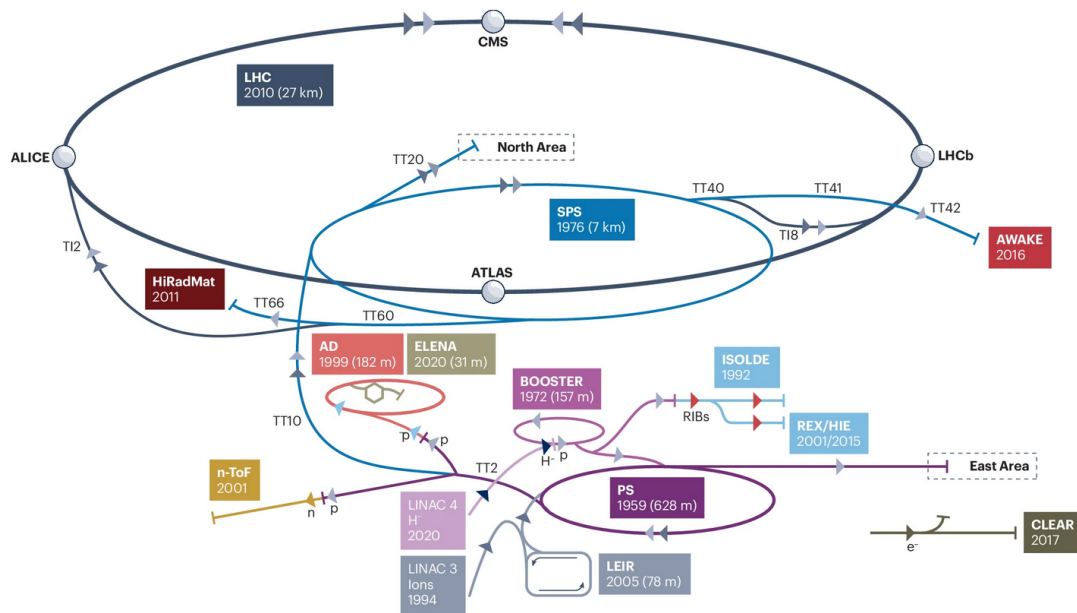 CMS
LHC
2010 (27 km)
ALICE
LHCb
North Area
TT20
TT40
TT41
TT42
SPS
1976 (7 km)
TI8
TI2
AWAKE
2016
ATLAS
HiRadMat
2011
TT66
TT60
AD
1999 (182 m)
ELENA
2020 (31 m)
BOOSTER
1972 (157 m)
ISOLDE
1992
RIBs
REX/HIE
2001/2015
TT10
p̄
p
H⁻
p
TT2
East Area
n-ToF
2001
n
p
LINAC 4
H⁻
2020
PS
1959 (628 m)
CLEAR
2017
e⁻
LINAC 3
Ions
1994
LEIR
2005 (78 m)